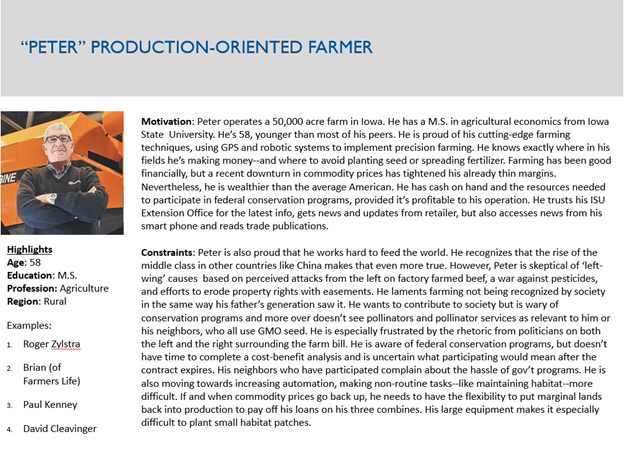 “PETER” PRODUCTION-ORIENTED FARMER
Motivation: Peter operates a 50,000 acre farm in Iowa. He has a M.S. in agricultural economics from Iowa
State University. He’s 58, younger than most of his peers. He is proud of his cutting-edge farming
techniques, using GPS and robotic systems to implement precision farming. He knows exactly where in his
fields he’s making money--and where to avoid planting seed or spreading fertilizer. Farming has been good
financially, but a recent downturn in commodity prices has tightened his already thin margins.
Nevertheless, he is wealthier than the average American. He has cash on hand and the resources needed
to participate in federal conservation programs, provided it’s profitable to his operation. He trusts his ISU
Extension Office for the latest info, gets news and updates from retailer, but also accesses news from his
smart phone and reads trade publications.
INE
Highlights
Age: 58
Education: M.S.
Profession: Agriculture
Region: Rural
Examples:
1. Roger Zylstra
2. Brian (of
Farmers Life)
3. Paul Kenney
4. David Cleavinger
Constraints: Peter is also proud that he works hard to feed the world. He recognizes that the rise of the
middle class in other countries like China makes that even more true. However, Peter is skeptical of ‘left-
wing’ causes based on perceived attacks from the left on factory farmed beef, a war against pesticides,
and efforts to erode property rights with easements. He laments farming not being recognized by society
in the same way his father’s generation saw it. He wants to contribute to society but is wary of
conservation programs and more over doesn’t see pollinators and pollinator services as relevant to him or
his neighbors, who all use GMO seed. He is especially frustrated by the rhetoric from politicians on both
the left and the right surrounding the farm bill. He is aware of federal conservation programs, but doesn’t
have time to complete a cost-benefit analysis and is uncertain what participating would mean after the
contract expires. His neighbors who have participated complain about the hassle of gov’t programs. He is
also moving towards increasing automation, making non-routine tasks--like maintaining habitat--more
difficult. If and when commodity prices go back up, he needs to have the flexibility to put marginal lands
back into production to pay off his loans on his three combines. His large equipment makes it especially
difficult to plant small habitat patches.